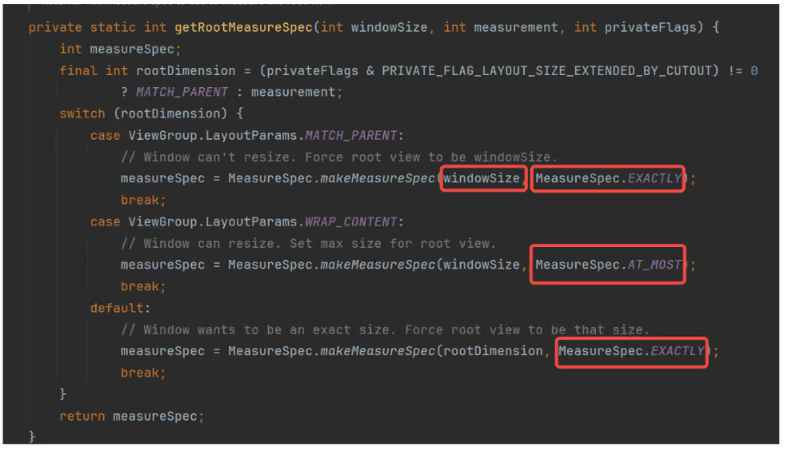 private static int getRootMeasureSpec(int windowSize, int measurement, int privateFlags) {
int measureSpec;
final int rootDimension = (privateFlags & PRIVATE_FLAG_LAYOUT_SIZE_EXTENDED_BY_CUTOUT) != 0
? MATCH_PARENT : measurement;
switch (rootDimension) {
case ViewGroup.LayoutParams.MATCH_PARENT:
// Window can't resize. Force root view to be windowSize.
measureSpec = MeasureSpec.makeMeasureSpec(windowSize, MeasureSpec.EXACTLY);
break;
case ViewGroup.LayoutParams.WRAP_CONTENT:
// Window can resize. Set max size for root view.
measureSpec = MeasureSpec.makeMeasureSpec(windowSize, MeasureSpec.AT_MOST);
break;
default:
// Window wants to be an exact size. Force root view to be that size.
measureSpec = MeasureSpec.makeMeasureSpec(rootDimension, MeasureSpec.EXACTLY);
break;
}
return measureSpec;
}